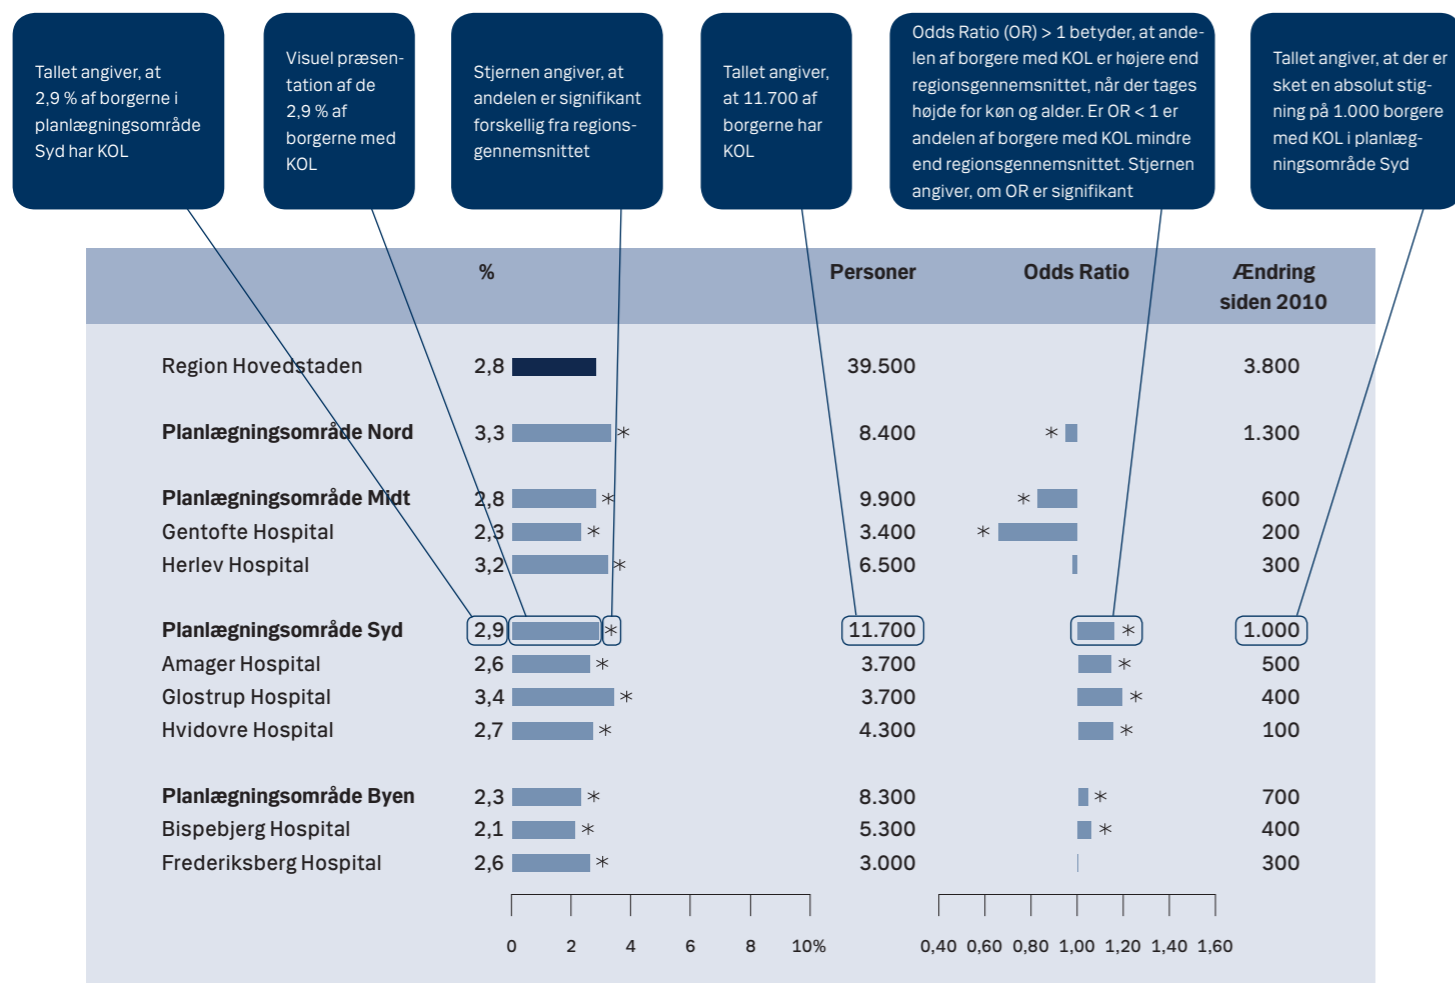 Tallet angiver, at
2,9 % af borgerne i
planlægningsområde
Syd har KOL
Visuel præsen-
tation af de
2,9 % af
borgerne med
KOL
Stjernen angiver, at
andelen er signifikant
forskellig fra regions-
gennemsnittet
Tallet angiver,
at 11.700 af
borgerne har
KOL
Odds Ratio (OR) > 1 betyder, at ande-
len af borgere med KOL er højere end
regionsgennemsnittet, når der tages
højde for køn og alder. Er OR < 1 er
andelen af borgere med KOL mindre
end regionsgennemsnittet. Stjernen
angiver, om OR er signifikant
Tallet angiver, at der er
sket en absolut stig-
ning på 1.000 borgere
med KOL i planlæg-
ningsområde Syd
% Personer Odds Ratio Ændring
siden 2010
Region Hovedstaden 2,8 39.500 3.800
Planlægningsområde Nord 3,3 * 8.400 * 1.300
Planlægningsområde Midt 2,8 * 9.900 * 600
Gentofte Hospital 2,3 * 3.400 * 200
Herlev Hospital 3,2 * 6.500 300
Planlægningsområde Syd 2,9 * 11.700 * 1.000
Amager Hospital 2,6 * 3.700 * 500
Glostrup Hospital 3,4 * 3.700 * 400
Hvidovre Hospital 2,7 * 4.300 * 100
Planlægningsområde Byen 2,3 * 8.300 * 700
Bispebjerg Hospital 2,1 * 5.300 * 400
Frederiksberg Hospital 2,6 * 3.000 300
0 2 4 6 8 10% 0,40 0,60 0,80 1,00 1,20 1,40 1,60